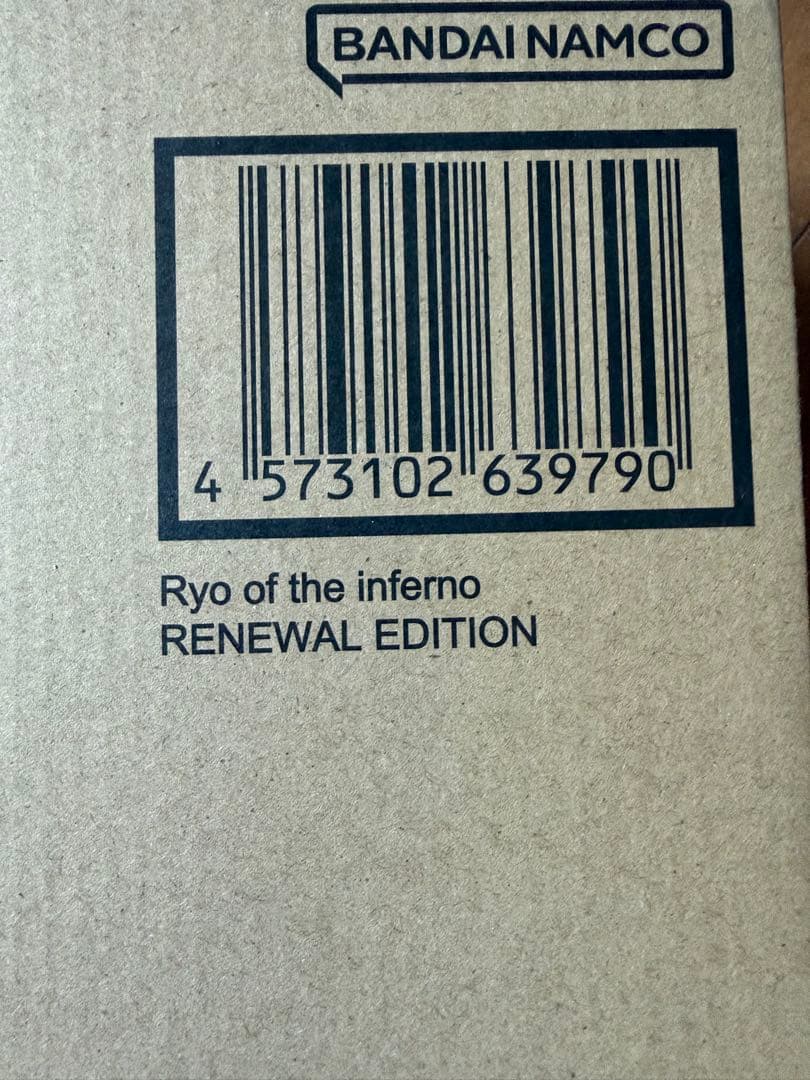 BANDAI NAMCO
4 573102 639790
Ryo of the inferno
RENEWAL EDITION